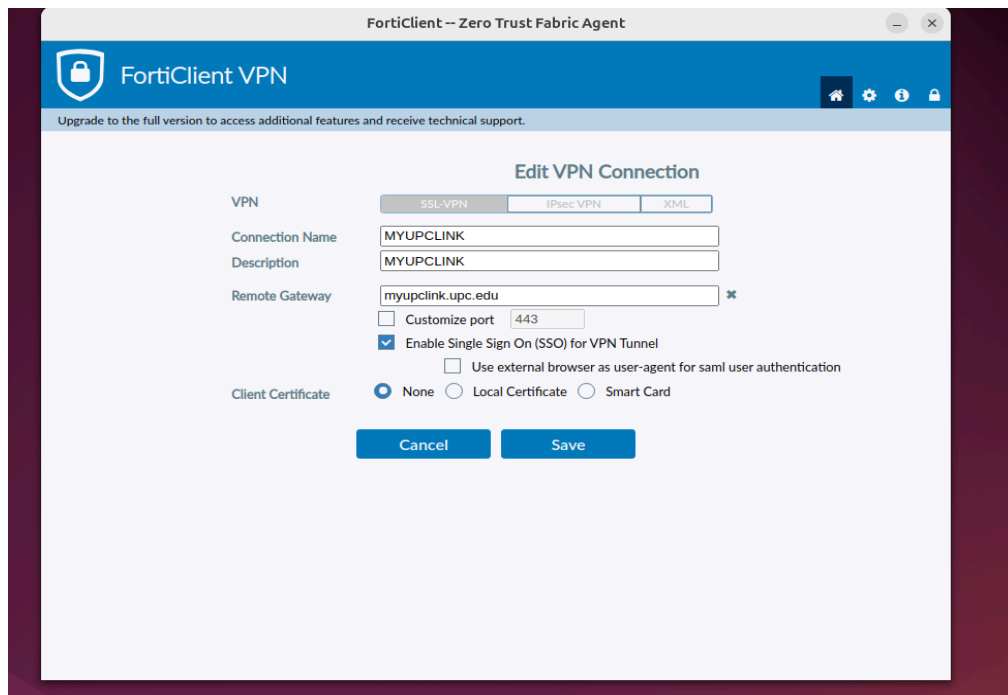 FortiClient -- Zero Trust Fabric Agent
FortiClient VPN
Upgrade to the full version to access additional features and receive technical support.
Edit VPN Connection
VPN SSL-VPN IPsec VPN XML
Connection Name MYUPCLINK
Description MYUPCLINK
Remote Gateway myupclink.upc.edu
Customize port 443
Enable Single Sign On (SSO) for VPN Tunnel
Use external browser as user-agent for saml user authentication
Client Certificate None Local Certificate Smart Card
Cancel Save